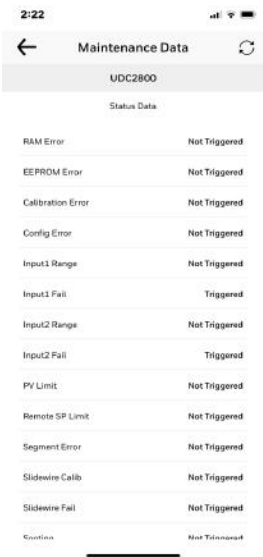 2:22
Maintenance Data
UDC2800
Status Data
RAM Error Not Triggered
EEPROM Error Not Triggered
Calibration Error Not Triggered
Config Error Not Triggered
Input1 Range Not Triggered
Input1 Fail Triggered
Input2 Range Not Triggered
Input2 Fail Triggered
PV Limit Not Triggered
Remote SP Limit Not Triggered
Segment Error Not Triggered
Slidewire Calib Not Triggered
Slidewire Fail Not Triggered
Not Triggered